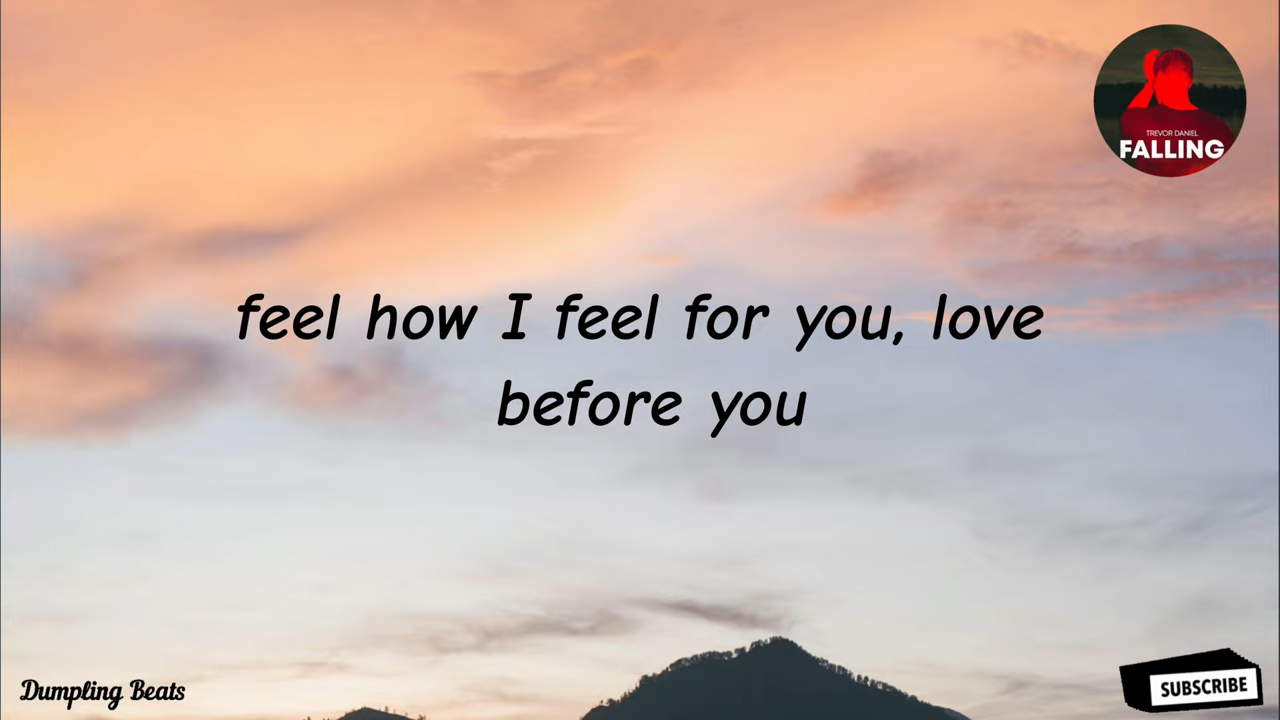 TREVOR DANIEL
FALLING
feel how I feel for you, love
before you
Dumpling Beats
SUBSCRIBE